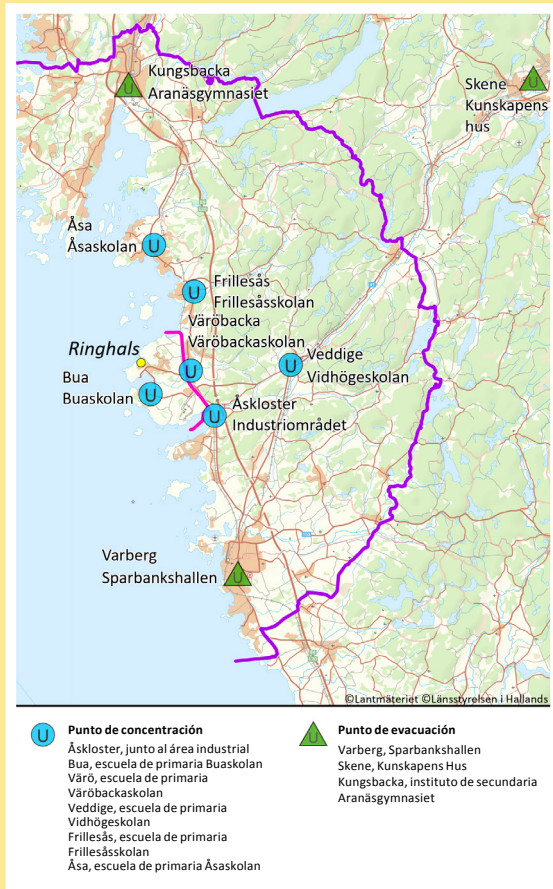 Kungsbacka
Aranäsgymnasiet
Skene
Kunskapens
hus
Åsa
Åsaskolan
Frillesås
Frillesåsskolan
Väröbacka
Väröbackaskolan
Ringhals
Veddige
Vidhögeskolan
Bua
Buaskolan
Åskloster
Industriområdet
Varberg
Sparbankshallen
©Lantmäteriet ©Länsstyrelsen i Hallands
U
Punto de concentración
Åskloster, junto al área industrial
Bua, escuela de primaria Buaskolan
Värö, escuela de primaria
Väröbackaskolan
Veddige, escuela de primaria
Vidhögeskolan
Frillesås, escuela de primaria
Frillesåsskolan
Åsa, escuela de primaria Åsaskolan
U
Punto de evacuación
Varberg, Sparbankshallen
Skene, Kunskapens Hus
Kungsbacka, instituto de secundaria
Aranäsgymnasiet